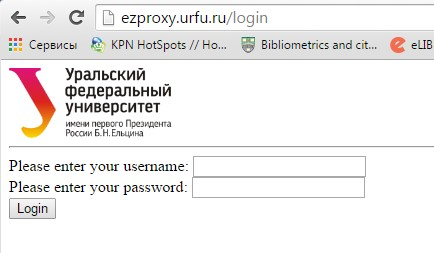 ezproxy.urfu.ru/login
Сервисы KPN HotSpots // Ho... Bibliometrics and cit... eLIB
Уральский
федеральный
университет
имени первого Президента
России Б.Н.Ельцина
Please enter your username:
Please enter your password:
Login